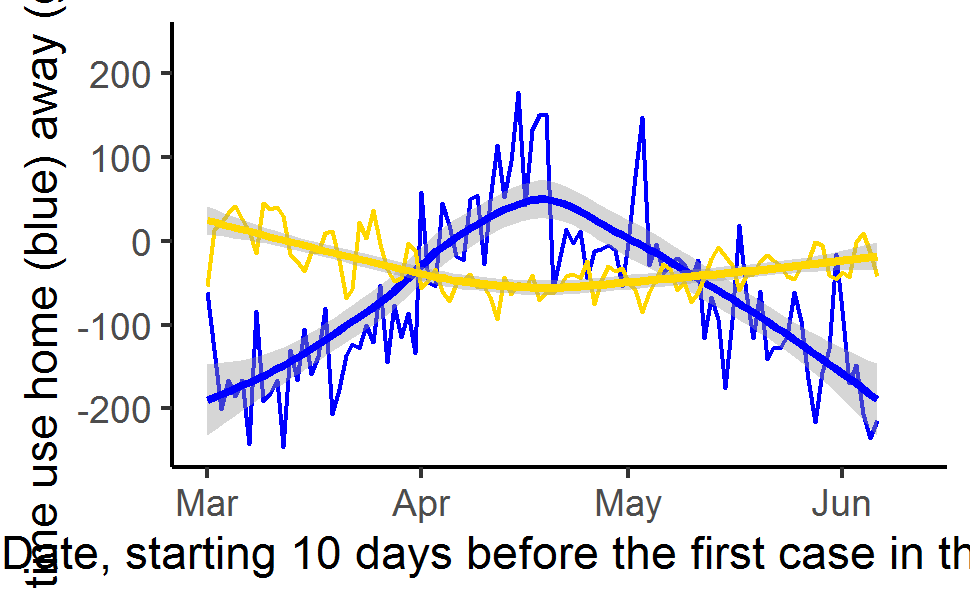 time use home (blue) away (
200
100
0
-100
-200
Mar Apr May Jun
Date, starting 10 days before the first case in